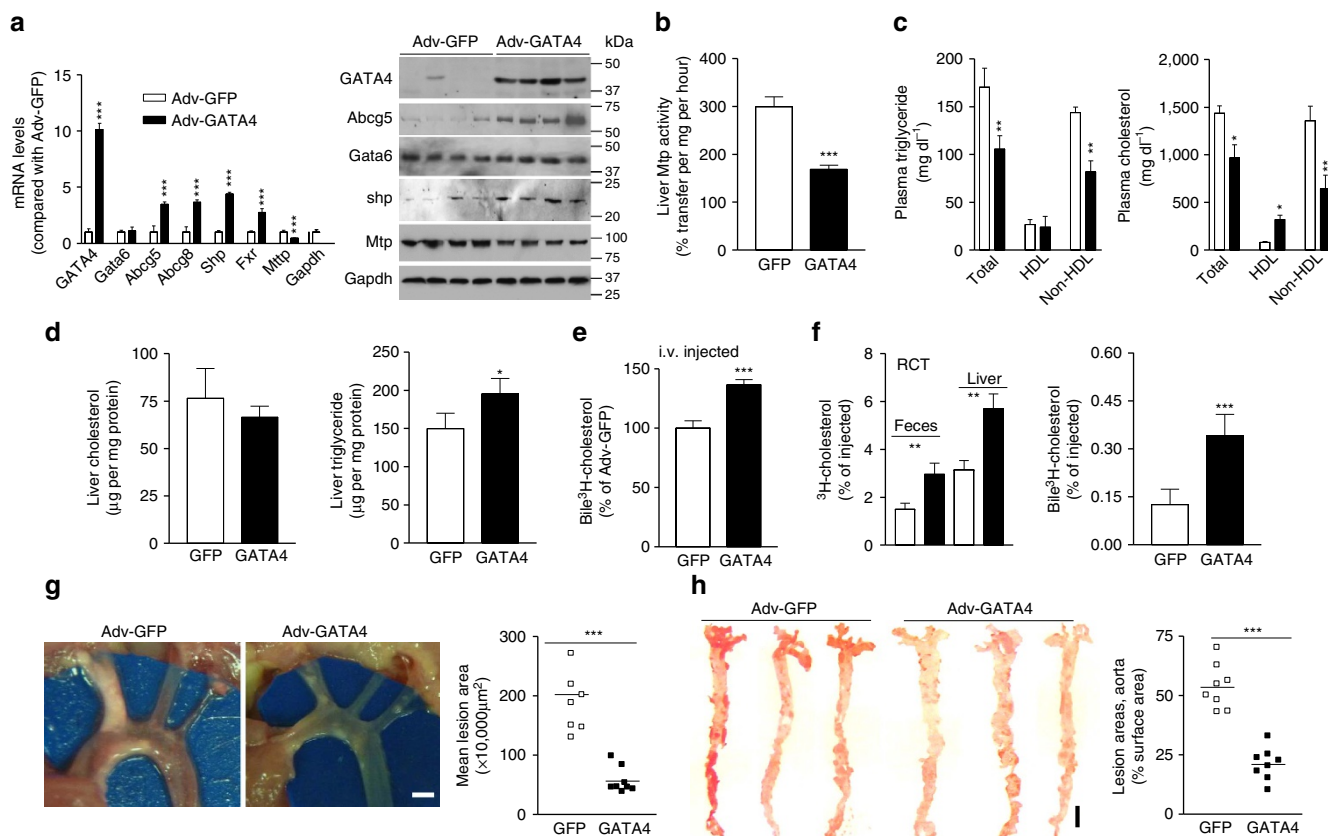 a
mRNA levels
(compared with Adv-GFP)
15
10
5
0
Adv-GFP
Adv-GATA4
***
***
***
***
***
***
GATA4
Gata6
Abcg5
Abcg8
Shp
Fxr
Mttp
Gapdh
Adv-GFP Adv-GATA4 kDa
GATA4
50
37
Abcg5
75
50
Gata6
50
shp
25
20
Mtp
100
75
Gapdh
37
25
b
Liver Mtp activity
(% transfer per mg per hour)
400
300
200
100
0
***
GFP GATA4
c
Plasma triglyceride
(mg dl−1)
200
150
100
50
0
**
**
Total
HDL
Non-HDL
Plasma cholesterol
(mg dl−1)
2,000
1,500
1,000
500
0
*
*
**
Total
HDL
Non-HDL
d
Liver cholesterol
(µg per mg protein)
100
75
50
25
0
GFP GATA4
Liver triglyceride
(µg per mg protein)
250
200
150
100
50
0
*
GFP GATA4
e
i.v. injected
Bile3H-cholesterol
(% of Adv-GFP)
150
100
50
0
***
GFP GATA4
f
3H-cholesterol
(% of injected)
8
6
4
2
0
RCT
Liver
**
Feces
**
Bile3H-cholesterol
(% of injected)
0.60
0.45
0.30
0.15
0.00
***
GFP GATA4
g
Adv-GFP Adv-GATA4
Mean lesion area
(×10,000µm2)
300
200
100
0
***
GFP GATA4
h
Adv-GFP Adv-GATA4
Lesion areas, aorta
(% surface area)
75
50
25
0
***
GFP GATA4